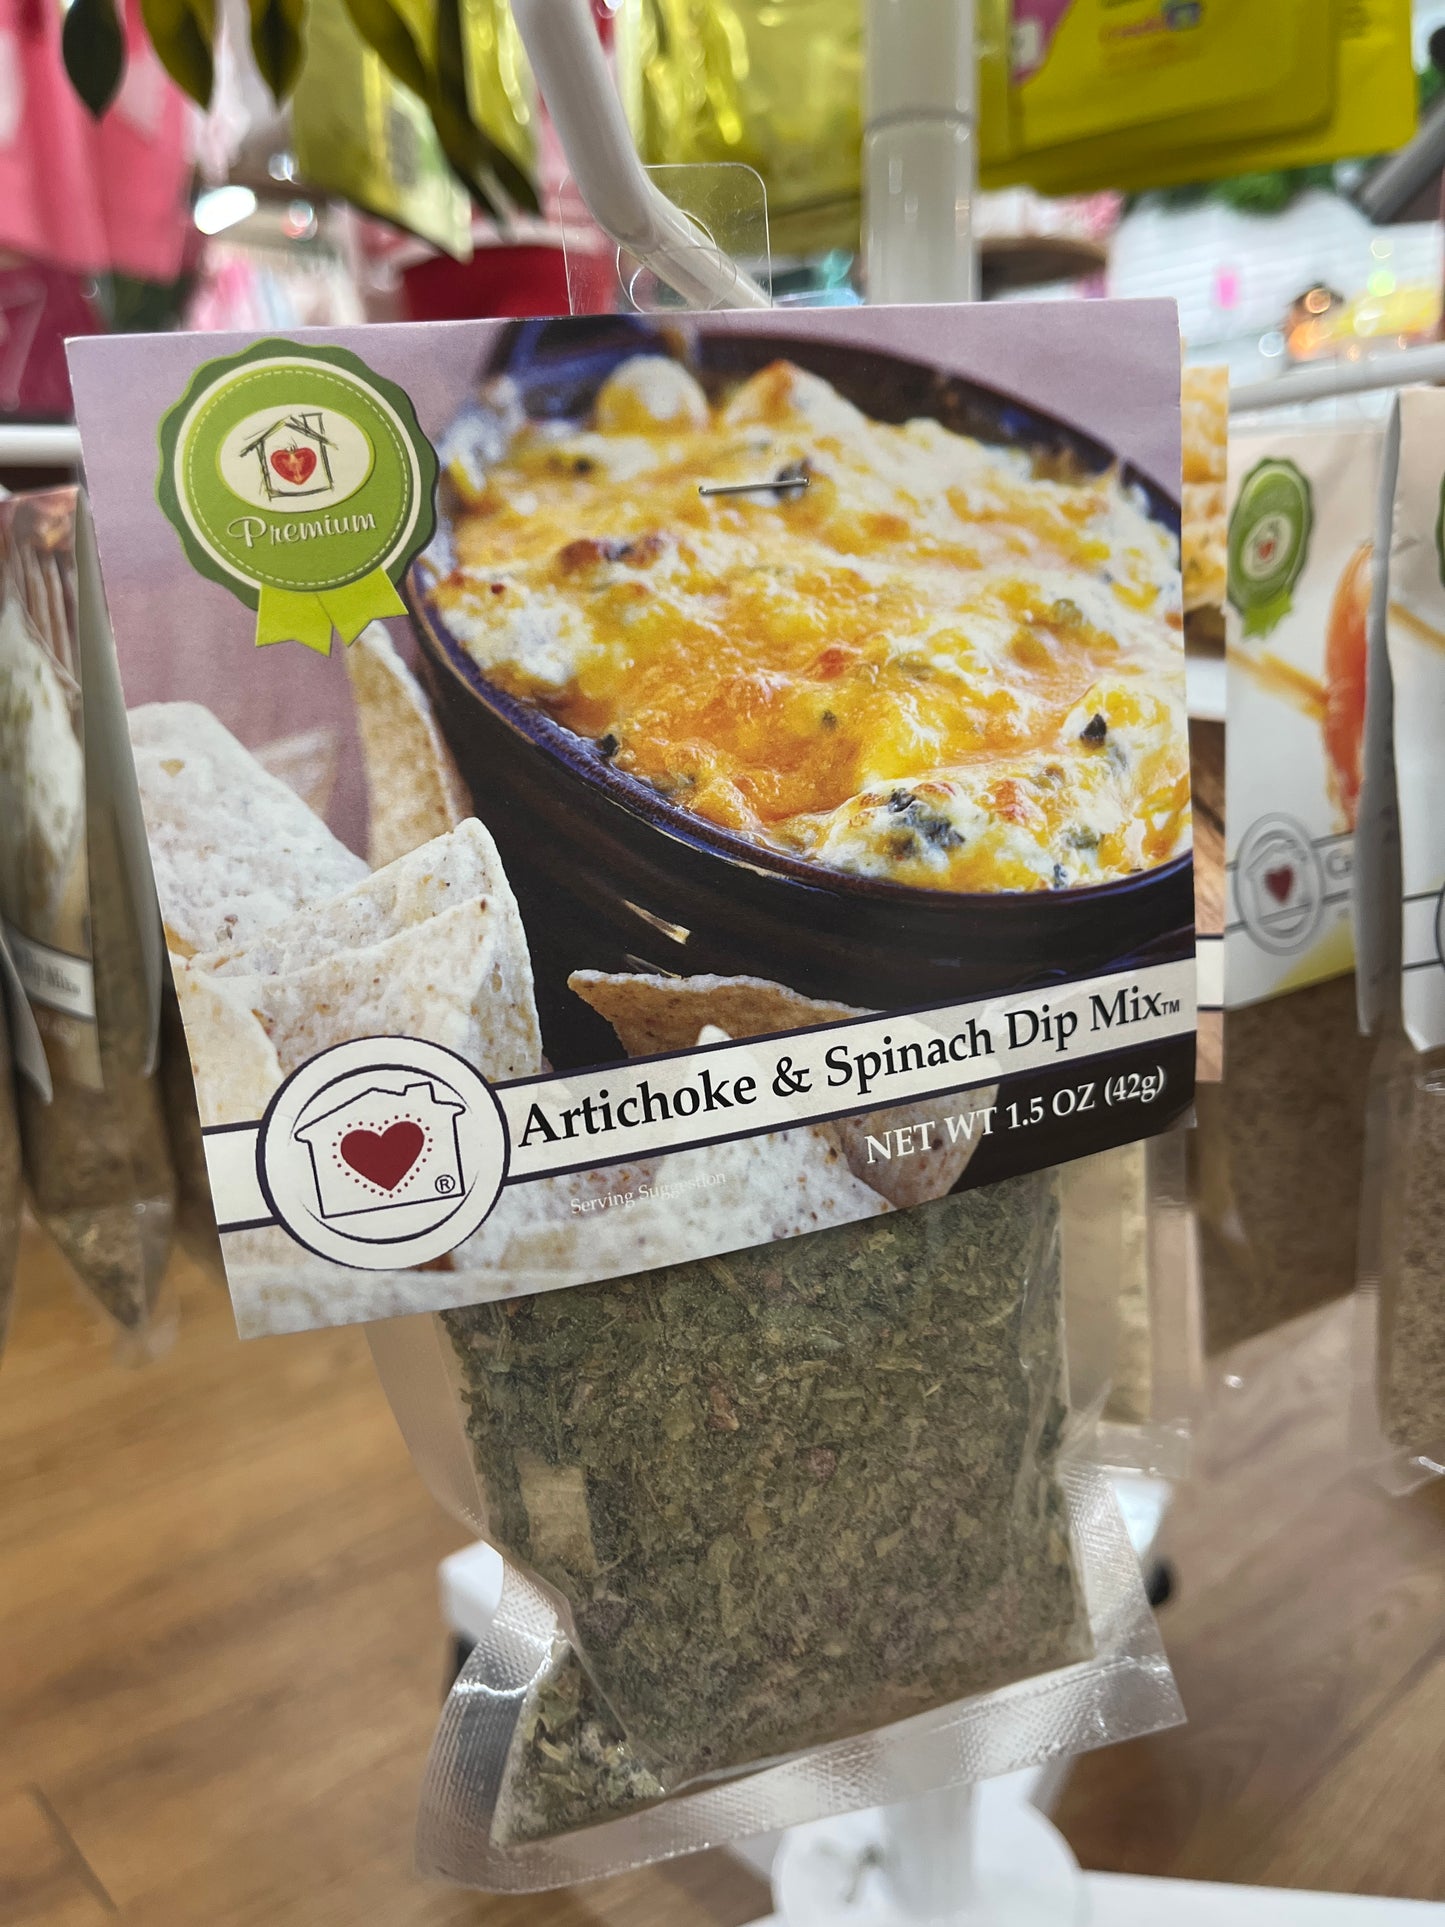 Premium
Artichoke & Spinach Dip Mix™
NET WT 1.5 OZ (42g)
®
Serving Suggestion